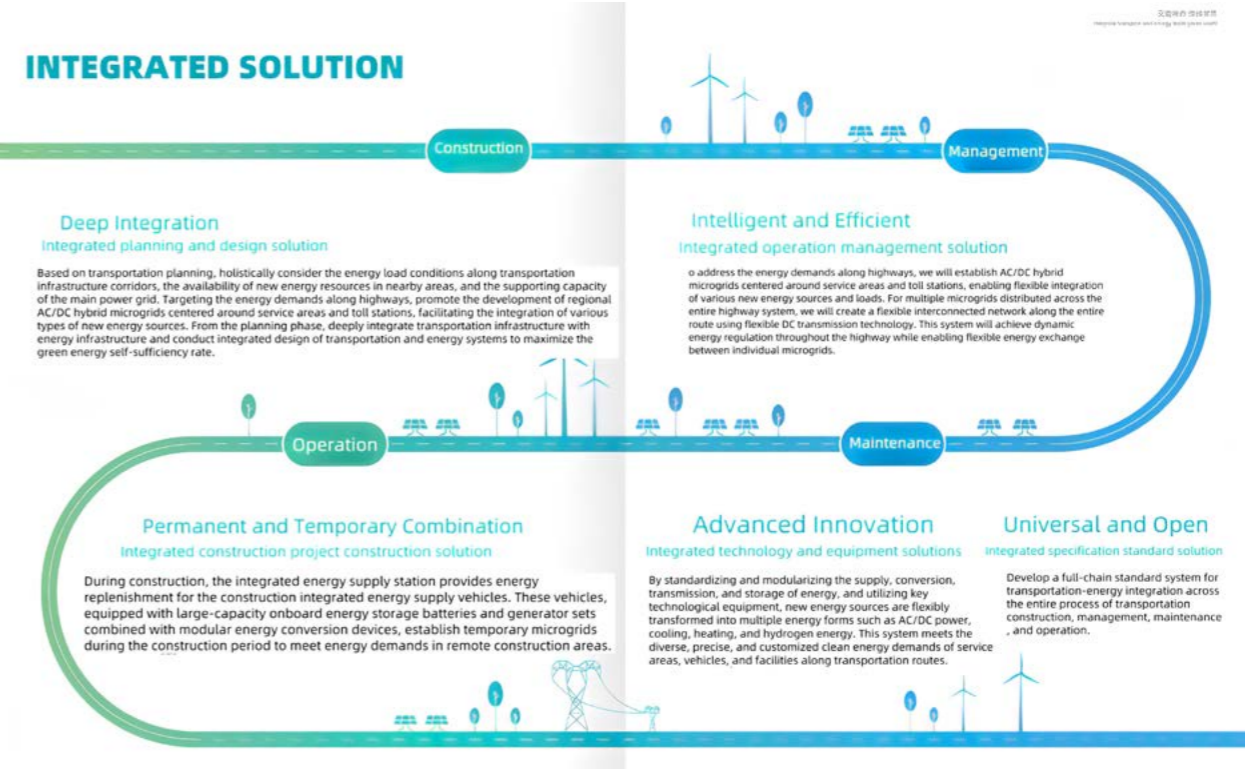 交能融合 绿色世界
INTEGRATED SOLUTION
Construction
Management
Deep Integration
Integrated planning and design solution
Based on transportation planning, holistically consider the energy load conditions along transportation
infrastructure corridors, the availability of new energy resources in nearby areas, and the supporting capacity
of the main power grid. Targeting the energy demands along highways, promote the development of regional
AC/DC hybrid microgrids centered around service areas and toll stations, facilitating the integration of various
types of new energy sources. From the planning phase, deeply integrate transportation infrastructure with
energy infrastructure and conduct integrated design of transportation and energy systems to maximize the
green energy self-sufficiency rate.
Intelligent and Efficient
Integrated operation management solution
o address the energy demands along highways, we will establish AC/DC hybrid
microgrids centered around service areas and toll stations, enabling flexible integration
of various new energy sources and loads. For multiple microgrids distributed across the
entire highway system, we will create a flexible interconnected network along the entire
route using flexible DC transmission technology. This system will achieve dynamic
energy regulation throughout the highway while enabling flexible energy exchange
between individual microgrids.
Operation
Maintenance
Permanent and Temporary Combination
Integrated construction project construction solution
During construction, the integrated energy supply station provides energy
replenishment for the construction integrated energy supply vehicles. These vehicles,
equipped with large-capacity onboard energy storage batteries and generator sets
combined with modular energy conversion devices, establish temporary microgrids
during the construction period to meet energy demands in remote construction areas.
Advanced Innovation
Integrated technology and equipment solutions
By standardizing and modularizing the supply, conversion,
transmission, and storage of energy, and utilizing key
technological equipment, new energy sources are flexibly
transformed into multiple energy forms such as AC/DC power,
cooling, heating, and hydrogen energy. This system meets the
diverse, precise, and customized clean energy demands of service
areas, vehicles, and facilities along transportation routes.
Universal and Open
Integrated specification standard solution
Develop a full-chain standard system for
transportation-energy integration across
the entire process of transportation
construction, management, maintenance
, and operation.